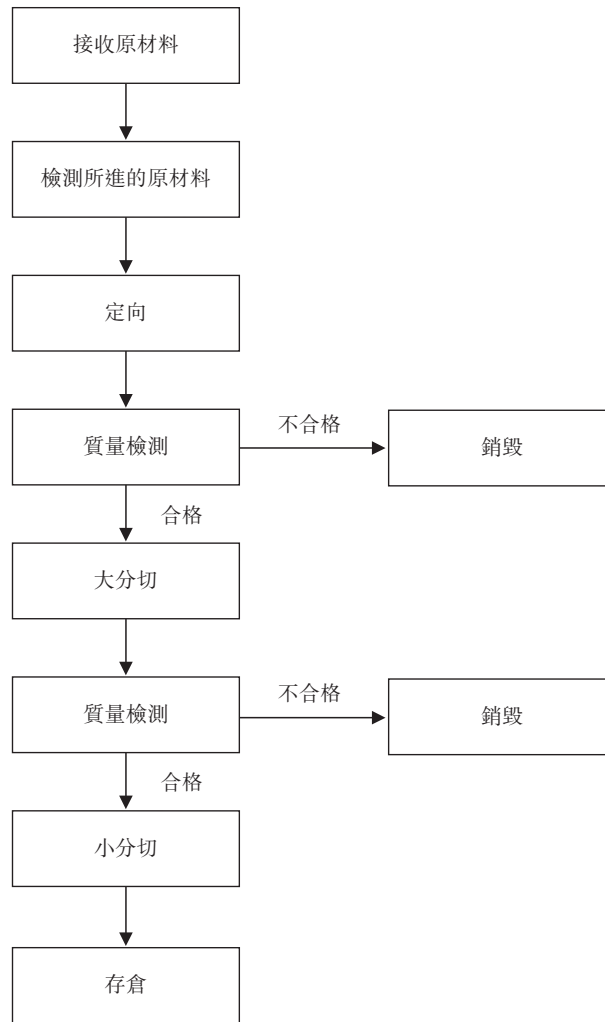 接收原材料
檢測所進的原材料
定向
質量檢測
不合格
銷毀
合格
大分切
質量檢測
不合格
銷毀
合格
小分切
存倉